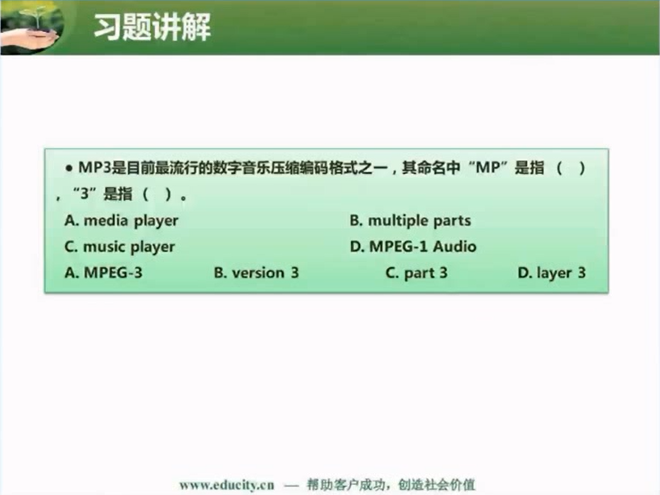 习题讲解
● MP3是目前最流行的数字音乐压缩编码格式之一，其命名中“MP”是指（ ）
，“3”是指（ ）。
A. media player B. multiple parts
C. music player D. MPEG-1 Audio
A. MPEG-3 B. version 3 C. part 3 D. layer 3
www.educity.cn — 帮助客户成功，创造社会价值